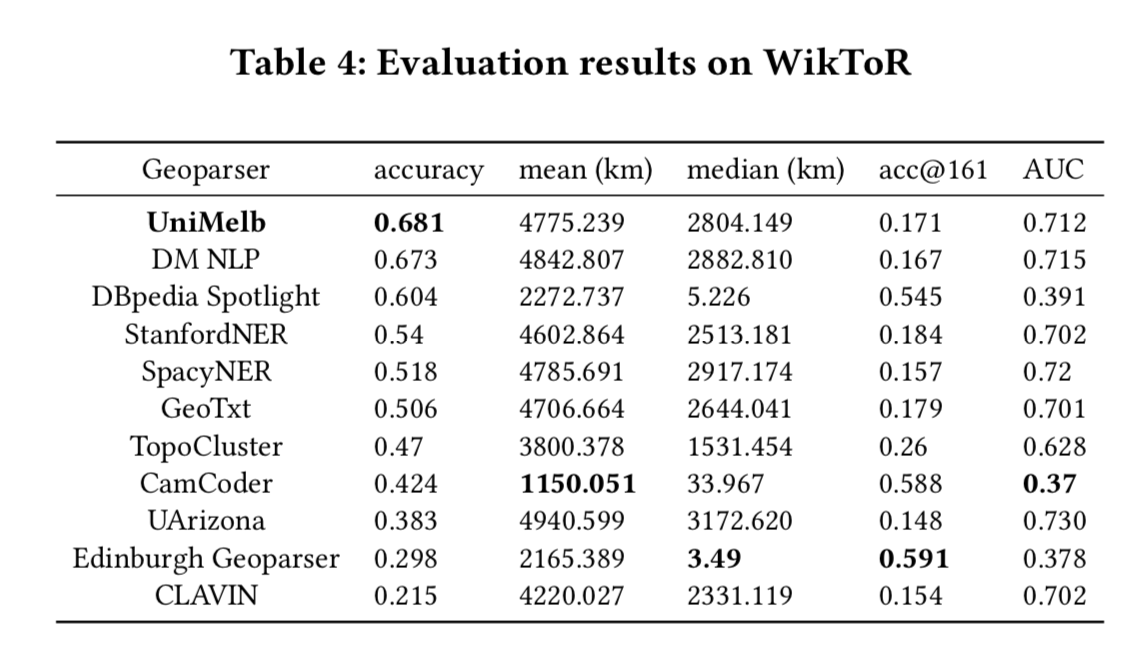 Table 4: Evaluation results on WikToR
Geoparser accuracy mean (km) median (km) acc@161 AUC
UniMelb 0.681 4775.239 2804.149 0.171 0.712
DM NLP 0.673 4842.807 2882.810 0.167 0.715
DBpedia Spotlight 0.604 2272.737 5.226 0.545 0.391
StanfordNER 0.54 4602.864 2513.181 0.184 0.702
SpacyNER 0.518 4785.691 2917.174 0.157 0.72
GeoTxt 0.506 4706.664 2644.041 0.179 0.701
TopoCluster 0.47 3800.378 1531.454 0.26 0.628
CamCoder 0.424 1150.051 33.967 0.588 0.37
UArizona 0.383 4940.599 3172.620 0.148 0.730
Edinburgh Geoparser 0.298 2165.389 3.49 0.591 0.378
CLAVIN 0.215 4220.027 2331.119 0.154 0.702